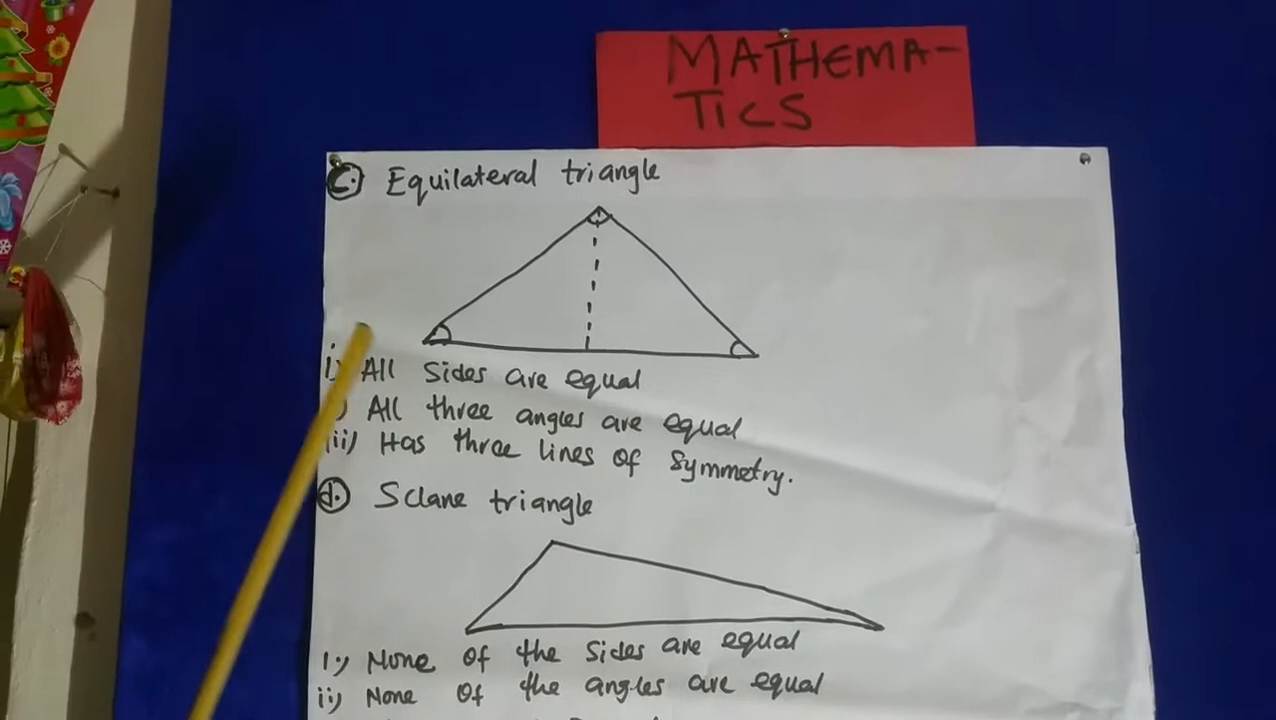 MATHEMA-
TICS
C. Equilateral triangle
i) All Sides are equal
) All three angles are equal
iii) Has three lines of Symmetry.
d. Sclane triangle
i) None of the Sides are equal
ii) None of the angles are equal